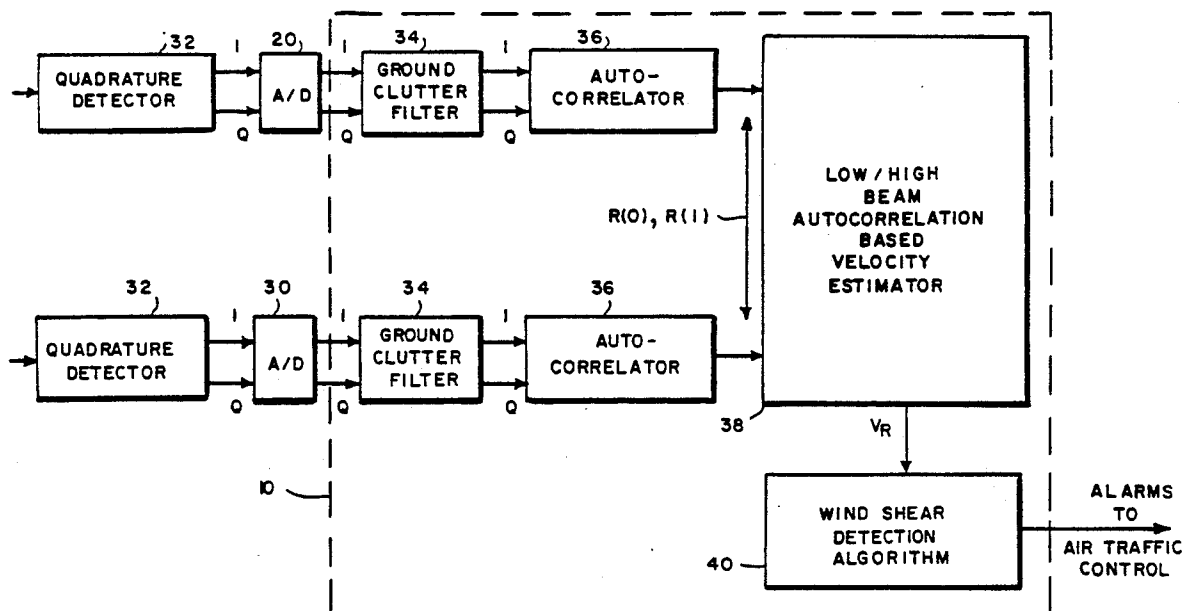 32
I
20
I
34
I
36
QUADRATURE
DETECTOR
A/D
GROUND
CLUTTER
FILTER
AUTO-
CORRELATOR
Q
Q
Q
LOW/HIGH
BEAM
AUTOCORRELATION
BASED
VELOCITY
ESTIMATOR
R(0), R(1)
32
I
30
I
34
I
36
QUADRATURE
DETECTOR
A/D
GROUND
CLUTTER
FILTER
AUTO-
CORRELATOR
Q
Q
Q
38
VR
10
WIND SHEAR
DETECTION
ALGORITHM
40
ALARMS
TO
AIR TRAFFIC
CONTROL